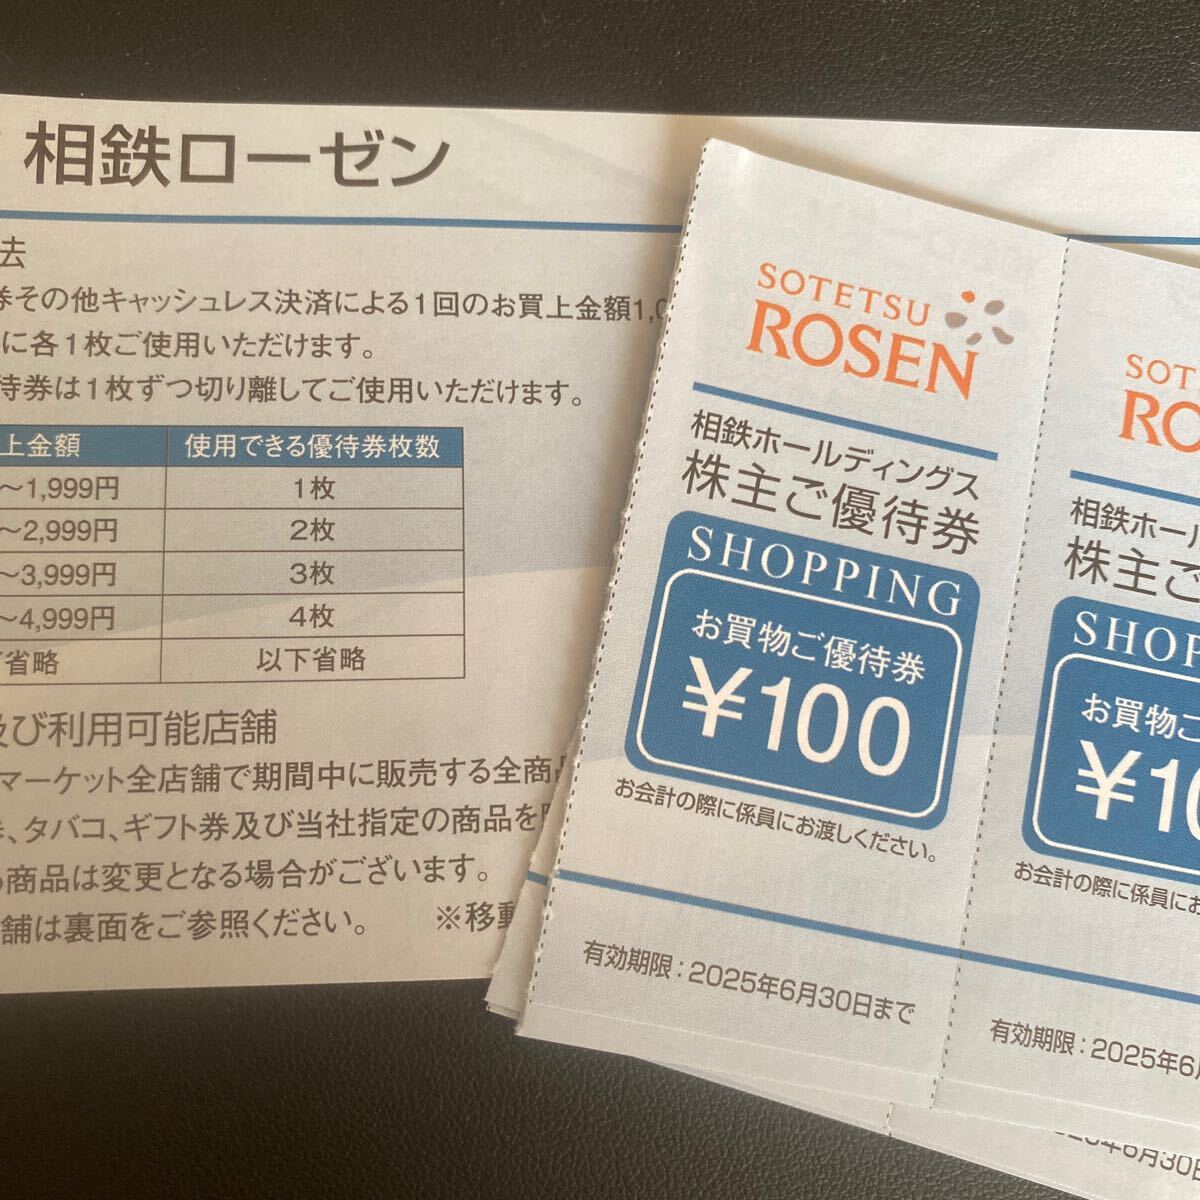 相鉄ローゼン
去
券その他キャッシュレス決済による1回のお買上金額1,0
に各1枚ご使用いただけます。
待券は1枚ずつ切り離してご使用いただけます。
上金額 使用できる優待券枚数
～1,999円 1枚
～2,999円 2枚
～3,999円 3枚
～4,999円 4枚
省略 以下省略
及び利用可能店舗
マーケット全店舗で期間中に販売する全商品
、タバコ、ギフト券及び当社指定の商品を
商品は変更となる場合がございます。
舗は裏面をご参照ください。 ※移動
SOTETSU
ROSEN
相鉄ホールディングス
株主ご優待券
SHOPPING
お買物ご優待券
¥100
お会計の際に係員にお渡しください。
有効期限：2025年6月30日まで
SOT
RO
相鉄ホール
株主ご
SHOP
お買物ご
¥10
お会計の際に係員にお
有効期限：2025年6月
2025年6月30日